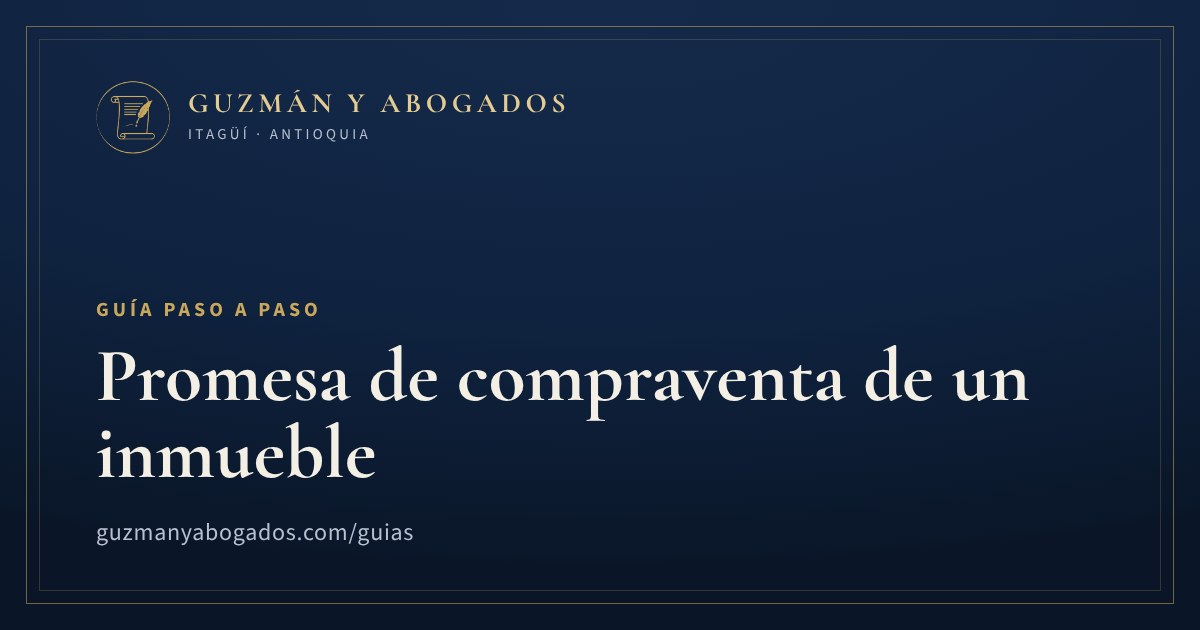 GUZMÁN Y ABOGADOS
ITAGÜÍ · ANTIOQUIA
GUÍA PASO A PASO
Promesa de compraventa de un
inmueble
guzmanyabogados.com/guias